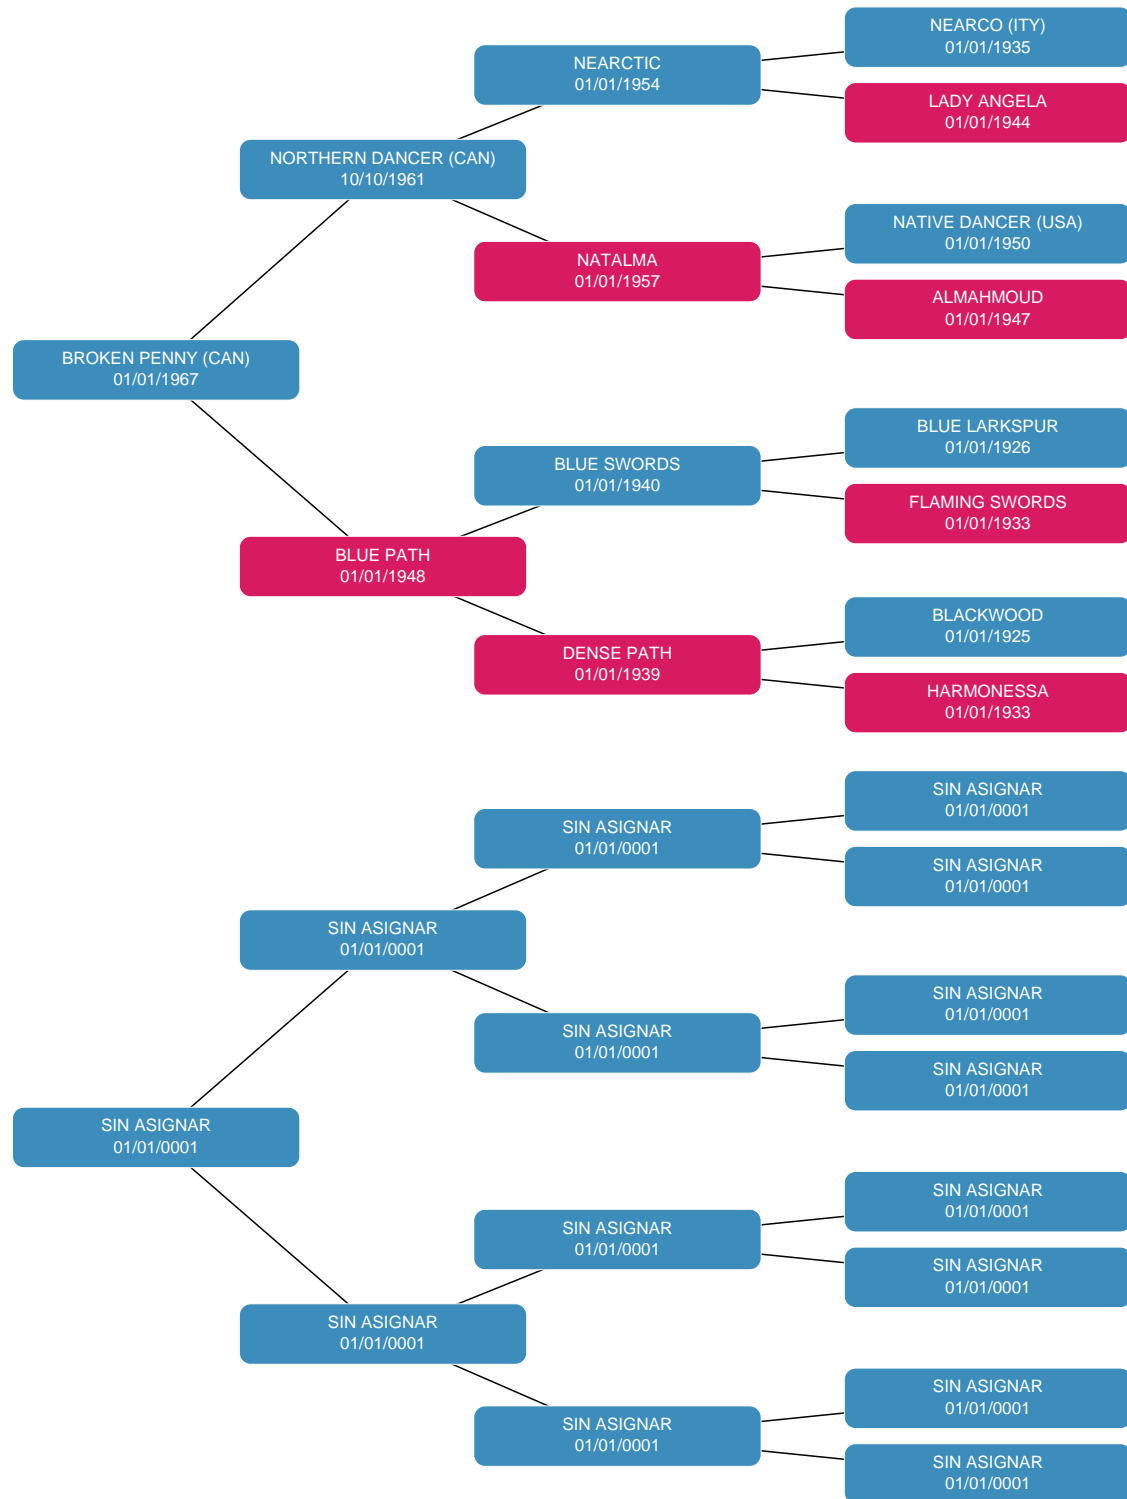 NEARCO (ITY)
01/01/1935
NEARCTIC
01/01/1954
LADY ANGELA
01/01/1944
NORTHERN DANCER (CAN)
10/10/1961
NATIVE DANCER (USA)
01/01/1950
NATALMA
01/01/1957
ALMAHMOUD
01/01/1947
BROKEN PENNY (CAN)
01/01/1967
BLUE LARKSPUR
01/01/1926
BLUE SWORDS
01/01/1940
FLAMING SWORDS
01/01/1933
BLUE PATH
01/01/1948
BLACKWOOD
01/01/1925
DENSE PATH
01/01/1939
HARMONESSA
01/01/1933
SIN ASIGNAR
01/01/0001
SIN ASIGNAR
01/01/0001
SIN ASIGNAR
01/01/0001
SIN ASIGNAR
01/01/0001
SIN ASIGNAR
01/01/0001
SIN ASIGNAR
01/01/0001
SIN ASIGNAR
01/01/0001
SIN ASIGNAR
01/01/0001
SIN ASIGNAR
01/01/0001
SIN ASIGNAR
01/01/0001
SIN ASIGNAR
01/01/0001
SIN ASIGNAR
01/01/0001
SIN ASIGNAR
01/01/0001
SIN ASIGNAR
01/01/0001
SIN ASIGNAR
01/01/0001